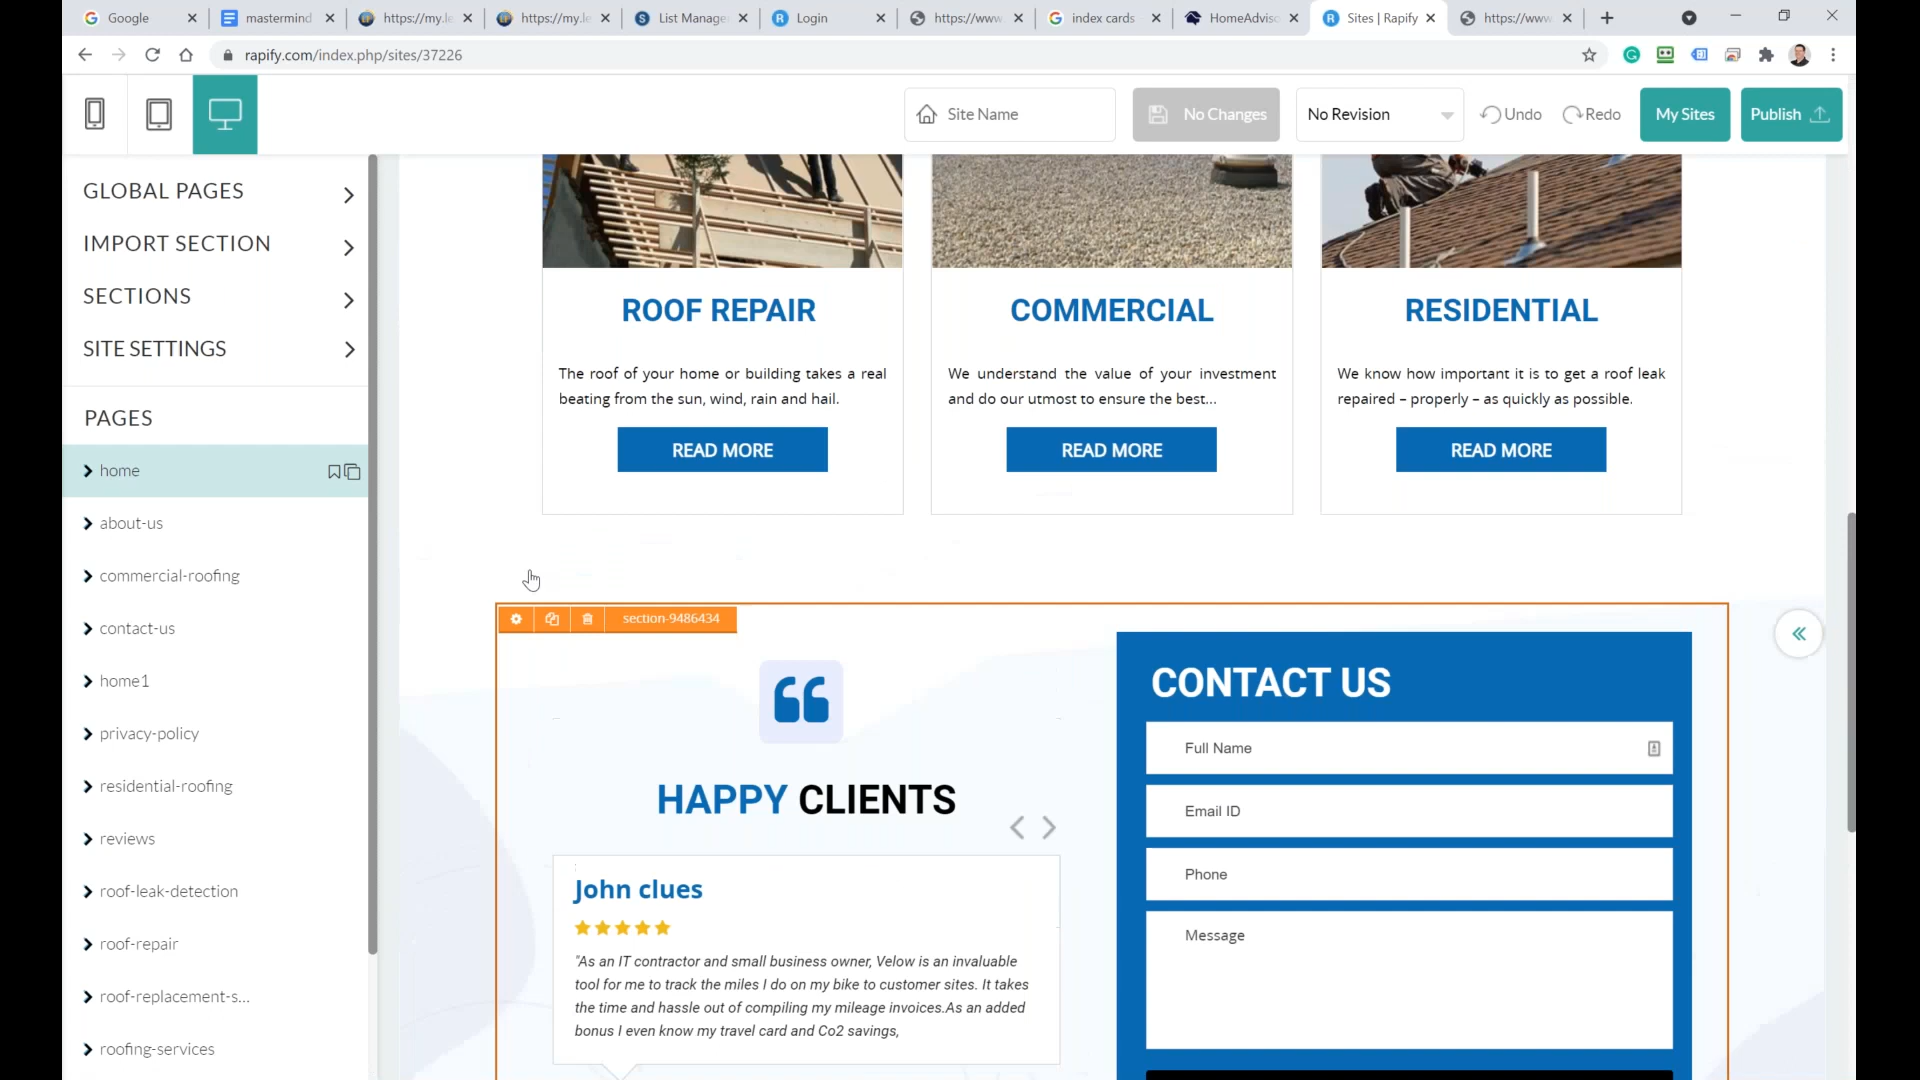 Google
mastermind
https://my.le
https://my.le
List Manage
Login
https://www.
index cards
HomeAdviso
Sites | Rapify
https://www
rapify.com/index.php/sites/37226
Site Name
No Changes
No Revision
Undo
Redo
My Sites
Publish
GLOBAL PAGES
IMPORT SECTION
SECTIONS
SITE SETTINGS
PAGES
home
about-us
commercial-roofing
contact-us
home1
privacy-policy
residential-roofing
reviews
roof-leak-detection
roof-repair
roof-replacement-s...
roofing-services
ROOF REPAIR
The roof of your home or building takes a real
beating from the sun, wind, rain and hail.
READ MORE
COMMERCIAL
We understand the value of your investment
and do our utmost to ensure the best...
READ MORE
RESIDENTIAL
We know how important it is to get a roof leak
repaired – properly – as quickly as possible.
READ MORE
section-9486434
HAPPY CLIENTS
John clues
"As an IT contractor and small business owner, Velow is an invaluable
tool for me to track the miles I do on my bike to customer sites. It takes
the time and hassle out of compiling my mileage invoices.As an added
bonus I even know my travel card and Co2 savings,
CONTACT US
Full Name
Email ID
Phone
Message